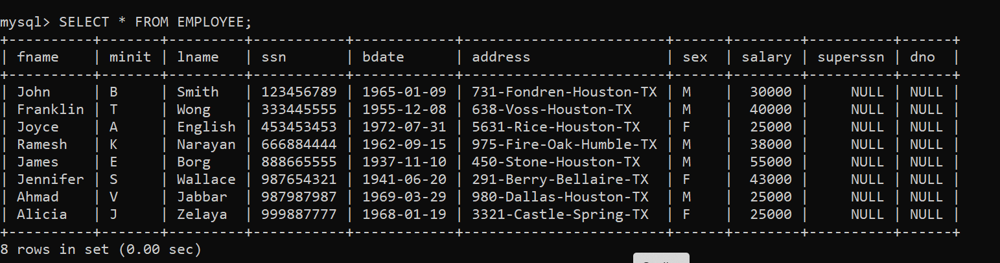 mysql> SELECT * FROM EMPLOYEE;
+----------+-------+---------+-----------+------------+-----------------------+------+--------+----------+------+
| fname    | minit | lname   | ssn       | bdate      | address               | sex  | salary | superssn | dno  |
+----------+-------+---------+-----------+------------+-----------------------+------+--------+----------+------+
| John     | B     | Smith   | 123456789 | 1965-01-09 | 731-Fondren-Houston-TX | M    |  30000 |     NULL | NULL |
| Franklin | T     | Wong    | 333445555 | 1955-12-08 | 638-Voss-Houston-TX    | M    |  40000 |     NULL | NULL |
| Joyce    | A     | English | 453453453 | 1972-07-31 | 5631-Rice-Houston-TX   | F    |  25000 |     NULL | NULL |
| Ramesh   | K     | Narayan | 666884444 | 1962-09-15 | 975-Fire-Oak-Humble-TX | M    |  38000 |     NULL | NULL |
| James    | E     | Borg    | 888665555 | 1937-11-10 | 450-Stone-Houston-TX   | M    |  55000 |     NULL | NULL |
| Jennifer | S     | Wallace | 987654321 | 1941-06-20 | 291-Berry-Bellaire-TX  | F    |  43000 |     NULL | NULL |
| Ahmad    | V     | Jabbar  | 987987987 | 1969-03-29 | 980-Dallas-Houston-TX  | M    |  25000 |     NULL | NULL |
| Alicia   | J     | Zelaya  | 999887777 | 1968-01-19 | 3321-Castle-Spring-TX  | F    |  25000 |     NULL | NULL |
+----------+-------+---------+-----------+------------+-----------------------+------+--------+----------+------+
8 rows in set (0.00 sec)